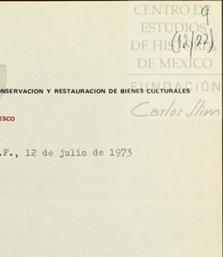 CENTRO DE
ESTUDIOS
DE HISTORIA
DE MEXICO
FUNDACIÓN
Carlos Slim
9
(12/27)
ONSERVACION Y RESTAURACION DE BIENES CULTURALES
ESCO
.F., 12 de julio de 1973